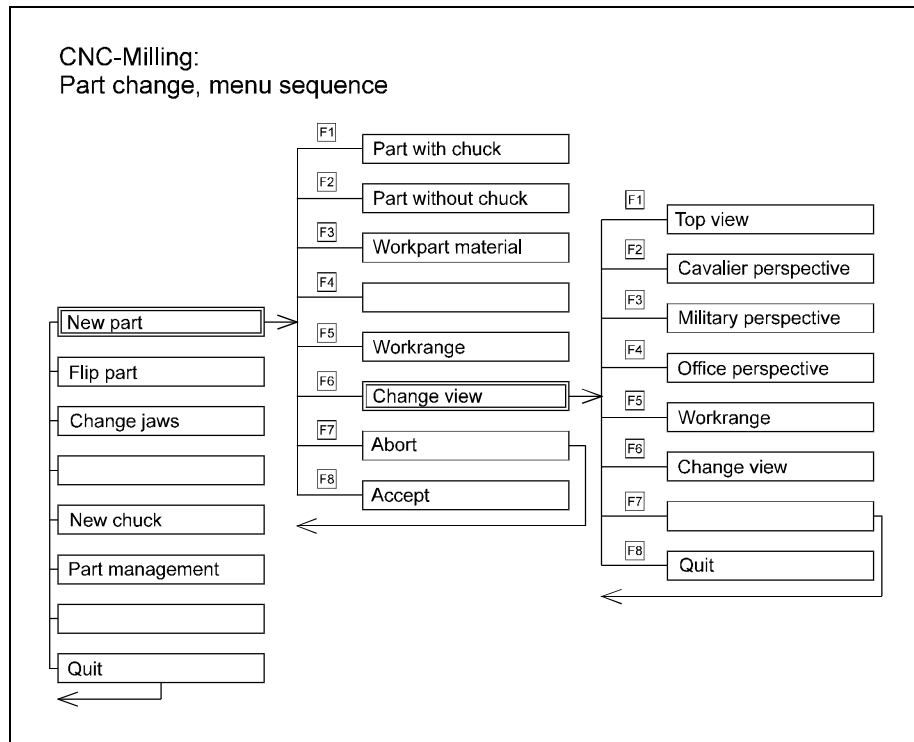 CNC-Milling:
Part change, menu sequence
New part
Flip part
Change jaws
New chuck
Part management
Quit
F1
Part with chuck
F2
Part without chuck
F3
Workpart material
F4
F5
Workrange
F6
Change view
F7
Abort
F8
Accept
F1
Top view
F2
Cavalier perspective
F3
Military perspective
F4
Office perspective
F5
Workrange
F6
Change view
F7
F8
Quit